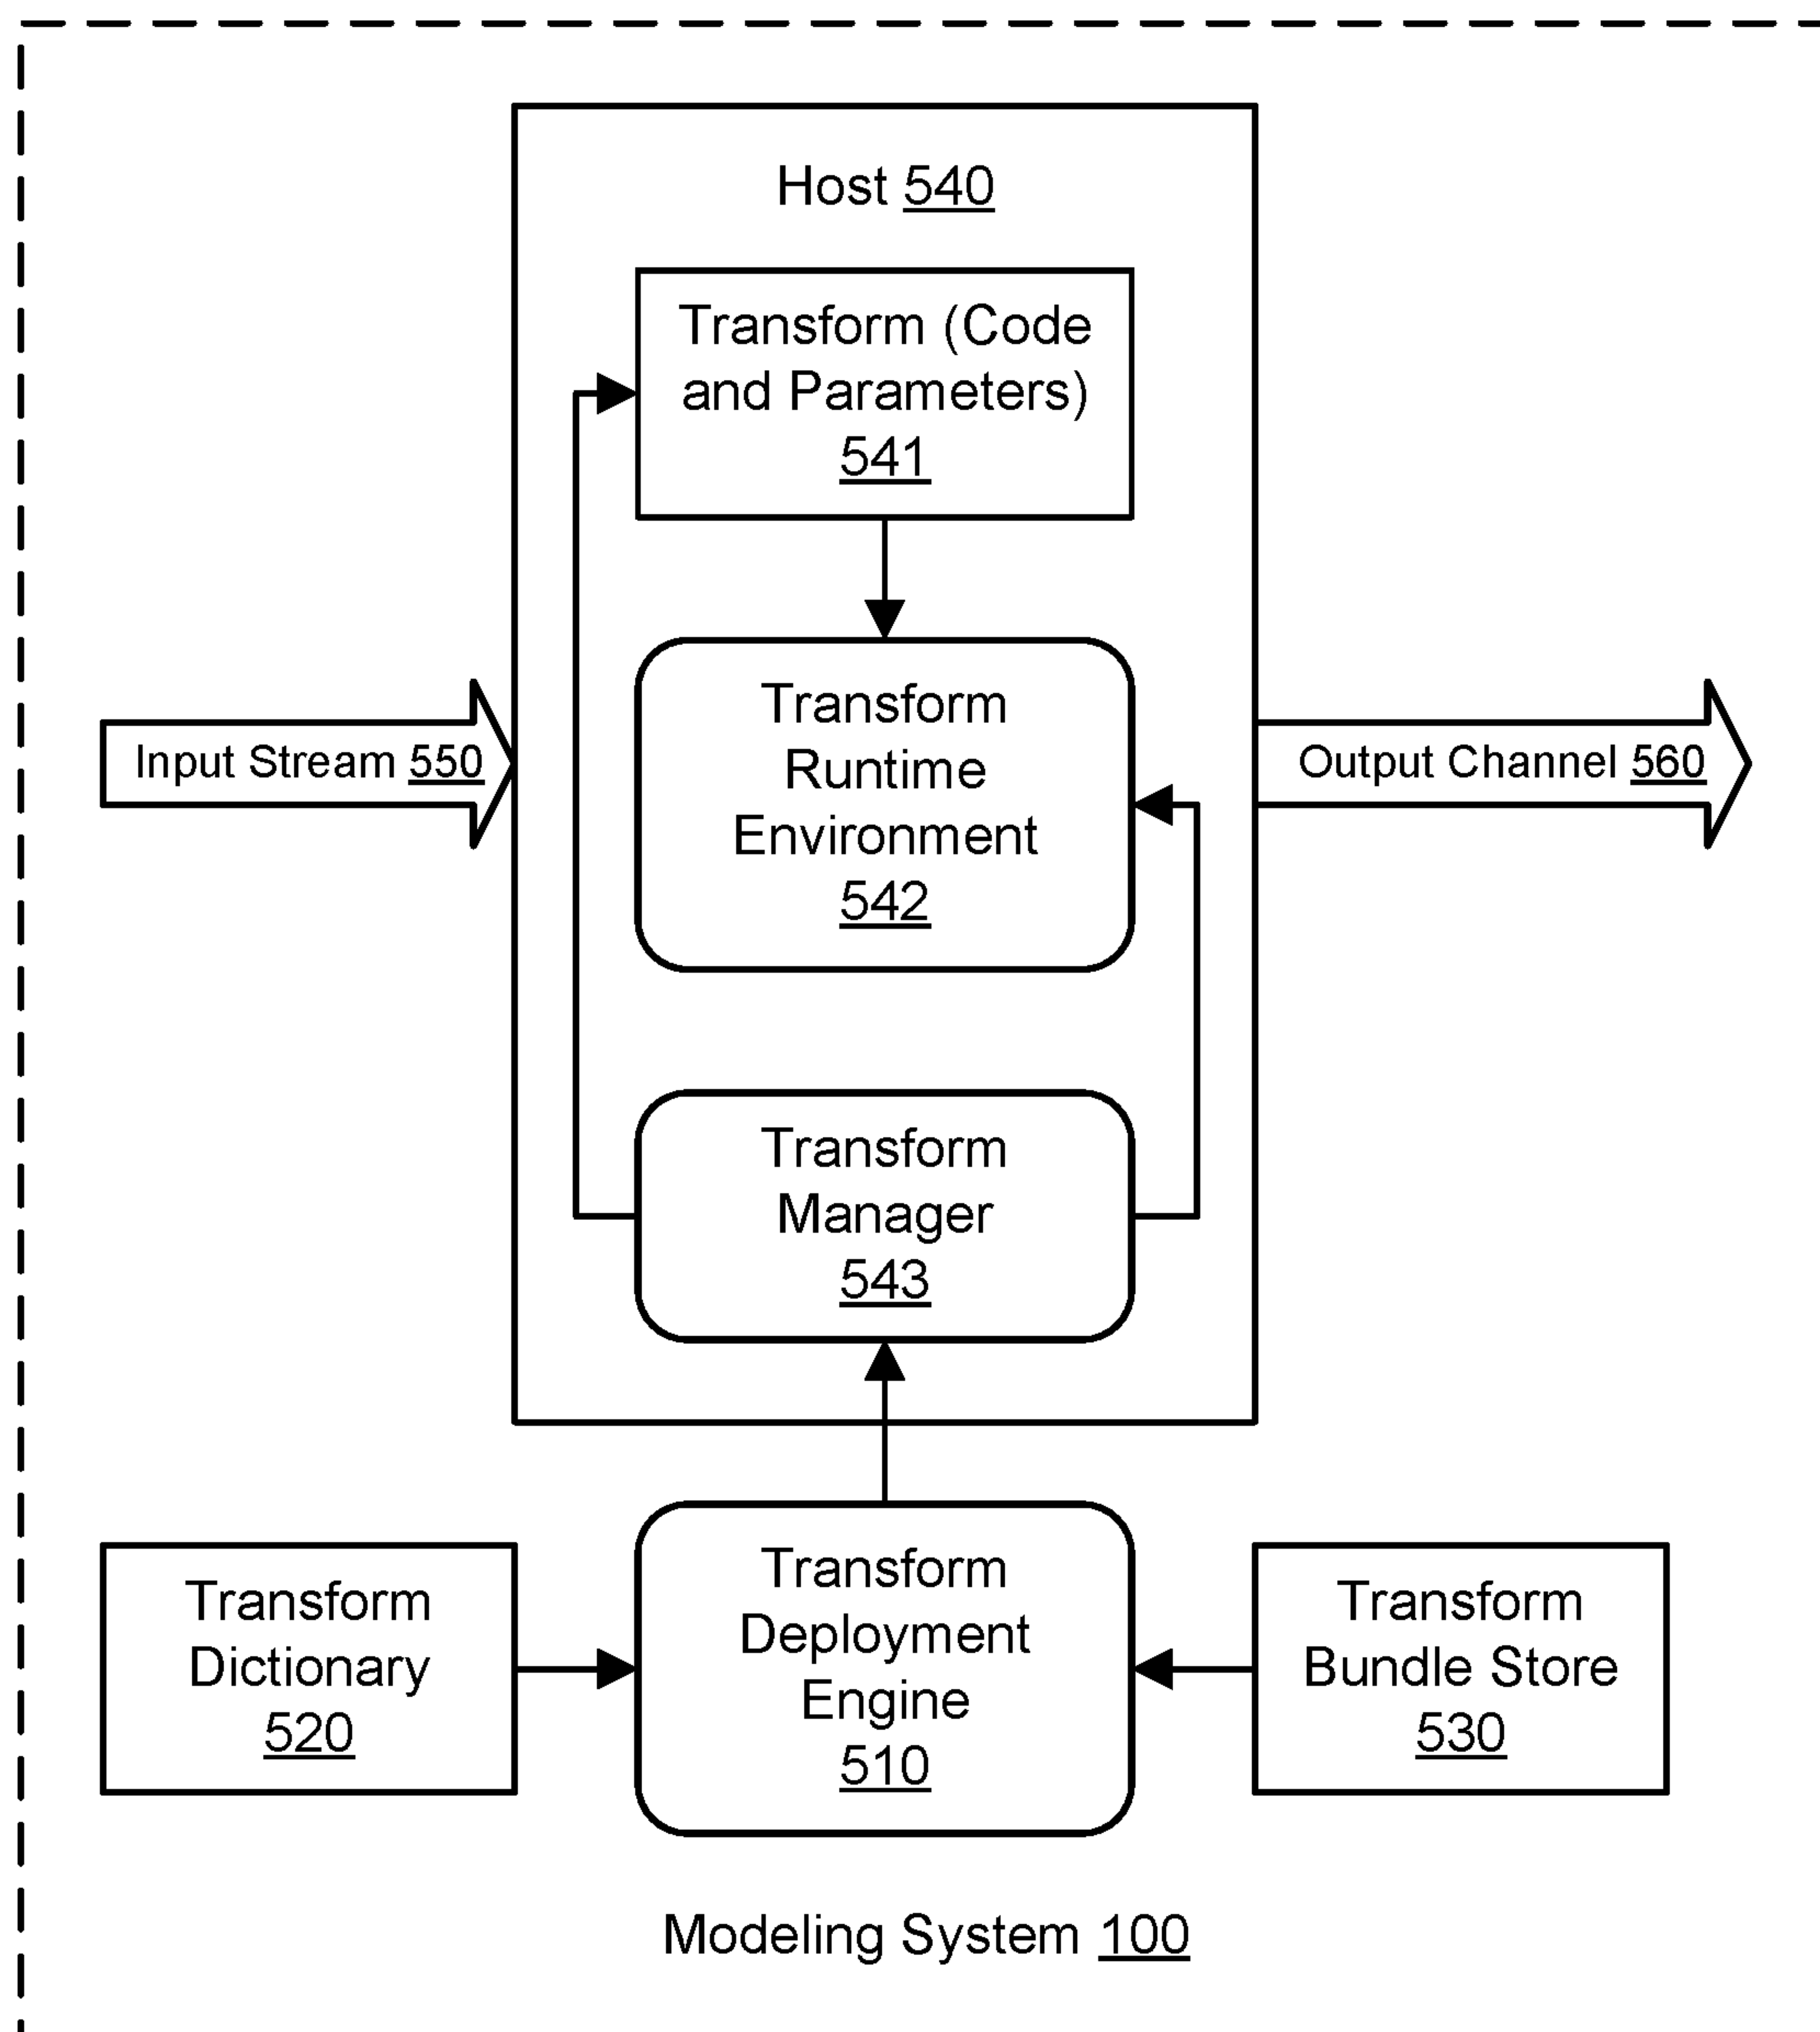 Host 540
Transform (Code
and Parameters)
541
Transform
Runtime
Environment
542
Input Stream 550
Output Channel 560
Transform
Manager
543
Transform
Dictionary
520
Transform
Deployment
Engine
510
Transform
Bundle Store
530
Modeling System 100